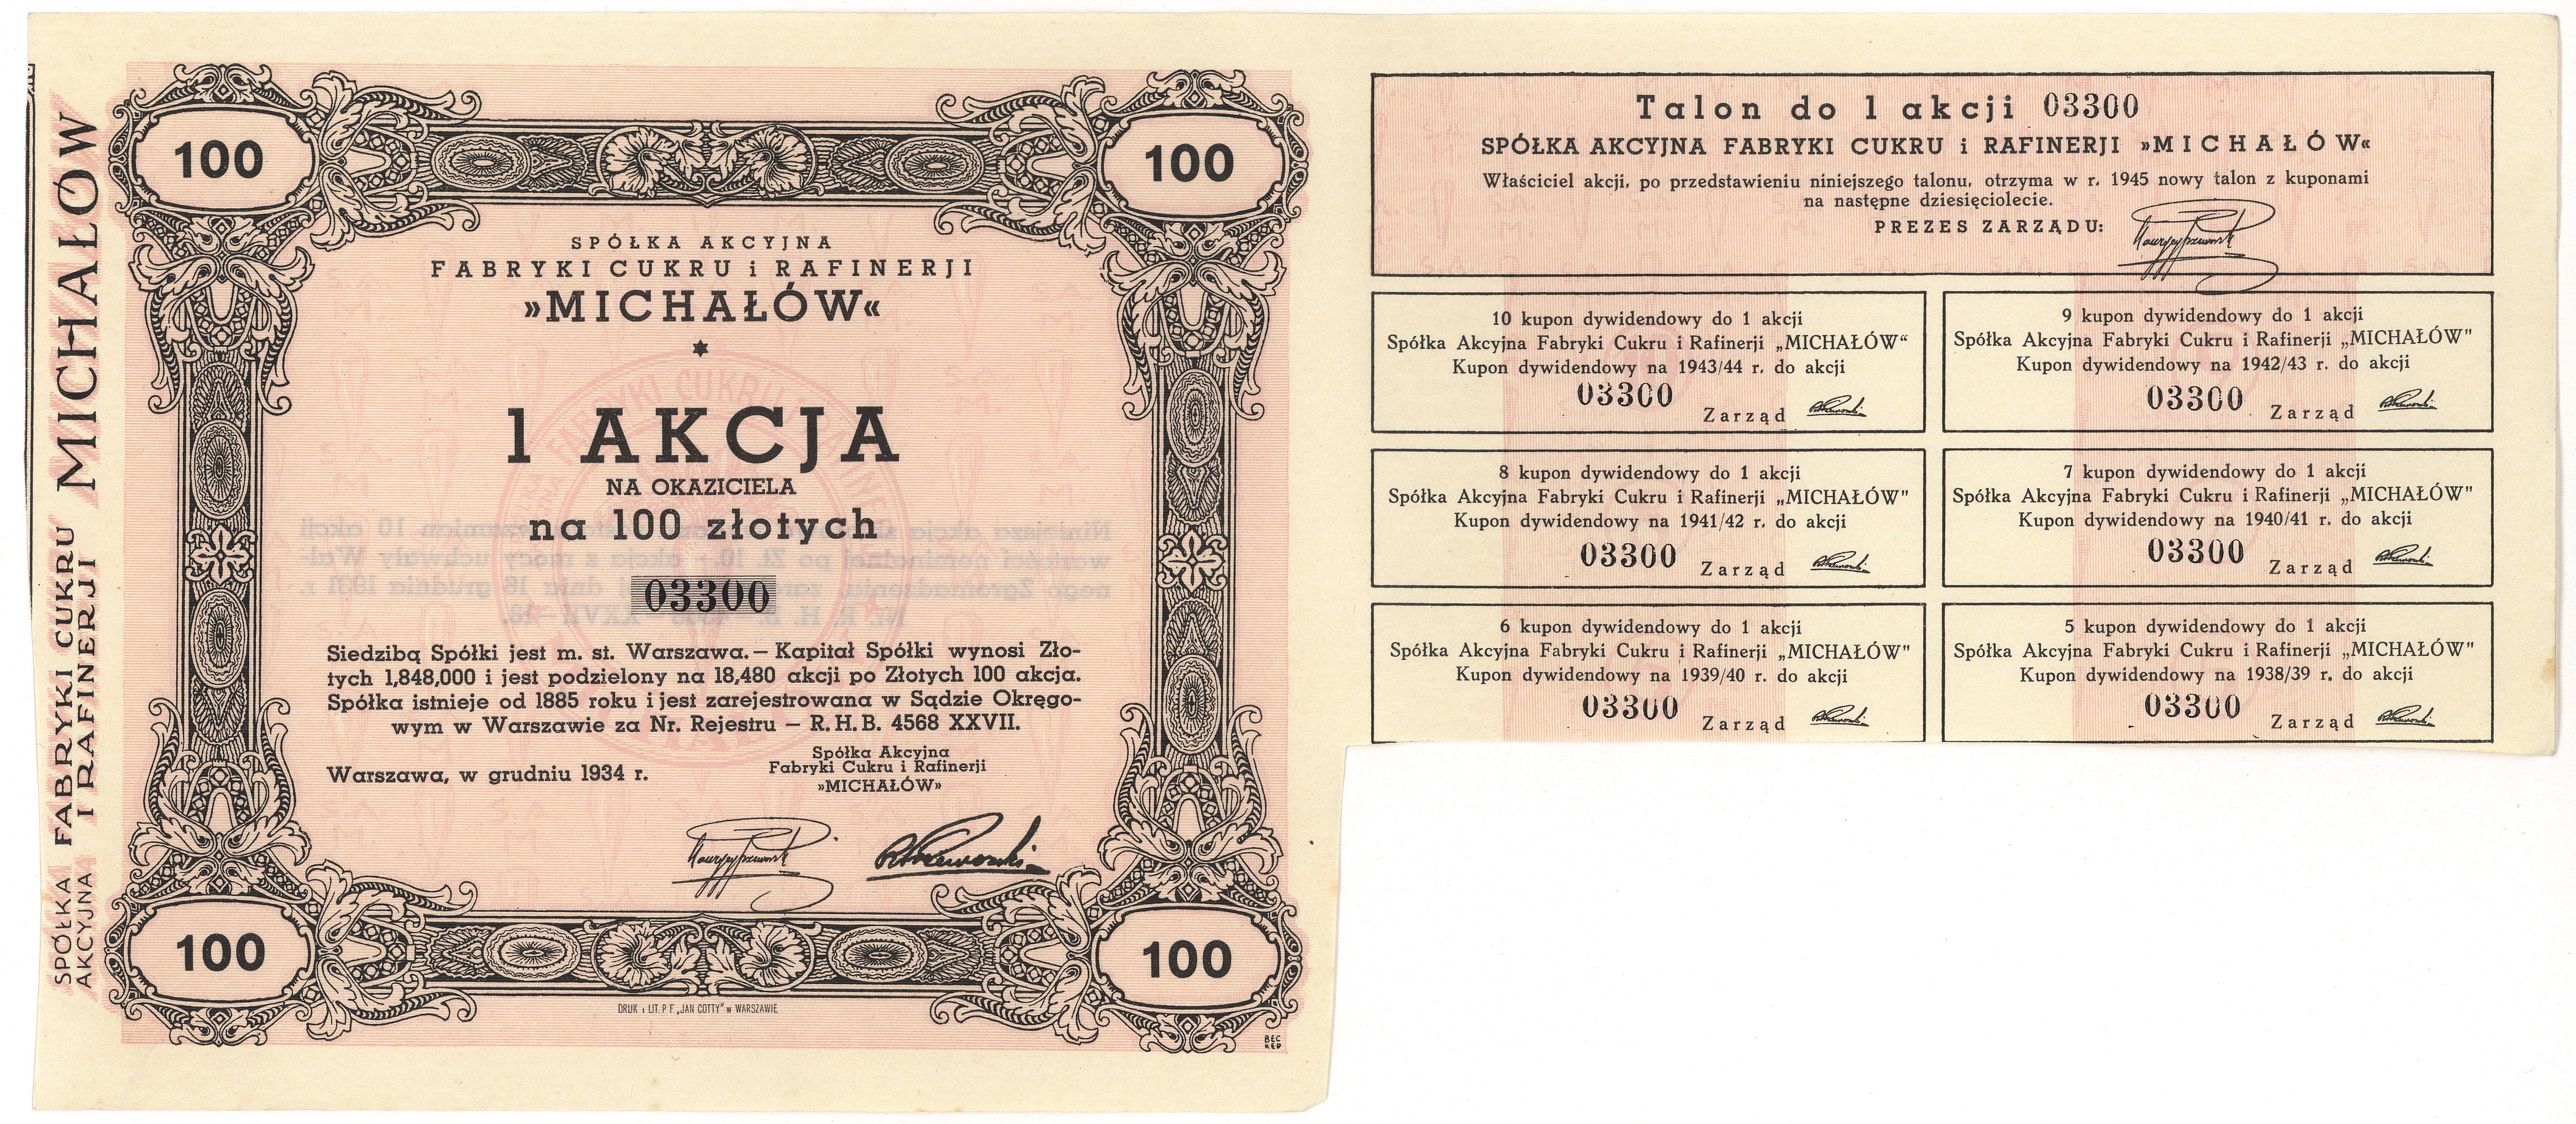 SPÓŁKA AKCYJNA
FABRYKI CUKRU
I RAFINERJI
MICHAŁÓW
100
100
SPÓŁKA AKCYJNA
FABRYKI CUKRU i RAFINERJI
»MICHAŁÓW«
1 AKCJA
NA OKAZICIELA
na 100 złotych
03300
Siedzibą Spółki jest m. st. Warszawa. — Kapitał Spółki wynosi Zło-
tych 1,848,000 i jest podzielony na 18,480 akcji po Złotych 100 akcja.
Spółka istnieje od 1885 roku i jest zarejestrowana w Sądzie Okręgo-
wym w Warszawie za Nr. Rejestru — R. H. B. 4568 XXVII.
Spółka Akcyjna
Fabryki Cukru i Rafinerji
»MICHAŁÓW»
Warszawa, w grudniu 1934 r.
100
100
DRUK i LIT. P. F. „JAN COTTY" w WARSZAWIE
BEC
KER
Talon do 1 akcji 03300
SPÓŁKA AKCYJNA FABRYKI CUKRU i RAFINERJI »MICHAŁÓW«
Właściciel akcji, po przedstawieniu niniejszego talonu, otrzyma w r. 1945 nowy talon z kuponami
na następne dziesięciolecie.
PREZES ZARZĄDU:
10 kupon dywidendowy do 1 akcji
Spółka Akcyjna Fabryki Cukru i Rafinerji „MICHAŁÓW“
Kupon dywidendowy na 1943/44 r. do akcji
03300
Zarząd
9 kupon dywidendowy do 1 akcji
Spółka Akcyjna Fabryki Cukru i Rafinerji „MICHAŁÓW"
Kupon dywidendowy na 1942/43 r. do akcji
03300
Zarząd
8 kupon dywidendowy do 1 akcji
Spółka Akcyjna Fabryki Cukru i Rafinerji „MICHAŁÓW"
Kupon dywidendowy na 1941/42 r. do akcji
03300
Zarząd
7 kupon dywidendowy do 1 akcji
Spółka Akcyjna Fabryki Cukru i Rafinerji „MICHAŁÓW"
Kupon dywidendowy na 1940/41 r. do akcji
03300
Zarząd
6 kupon dywidendowy do 1 akcji
Spółka Akcyjna Fabryki Cukru i Rafinerji „MICHAŁÓW"
Kupon dywidendowy na 1939/40 r. do akcji
03300
Zarząd
5 kupon dywidendowy do 1 akcji
Spółka Akcyjna Fabryki Cukru i Rafinerji „MICHAŁÓW"
Kupon dywidendowy na 1938/39 r. do akcji
03300
Zarząd